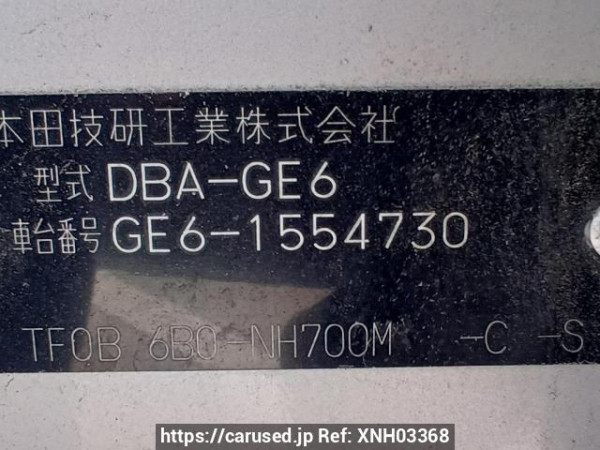 本田技研工業株式会社
型式 DBA-GE6
車台番号 GE6-1554730
TF0B 6B0-NH700M -C -S
https://carused.jp Ref: XNH03368